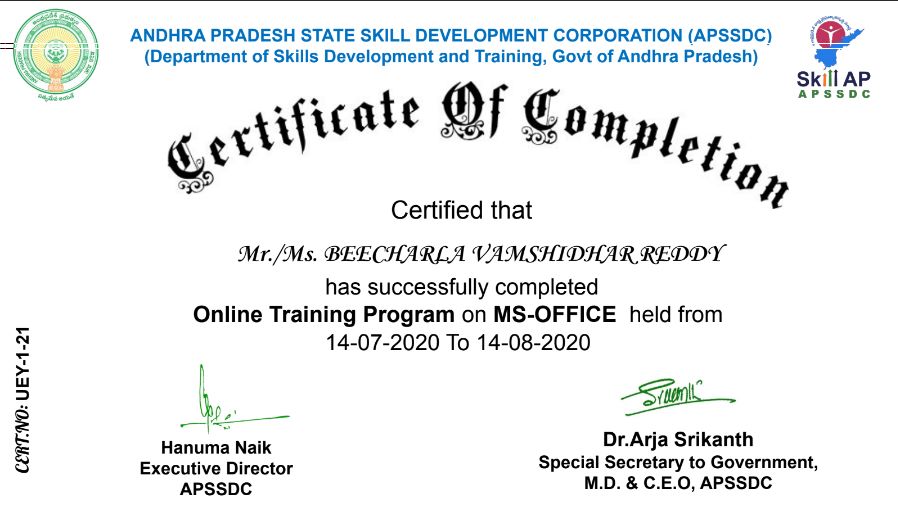 ANDHRA PRADESH STATE SKILL DEVELOPMENT CORPORATION (APSSDC)
(Department of Skills Development and Training, Govt of Andhra Pradesh)
Skill AP
APSSDC
Certificate Of Completion
Certified that
Mr./Ms. BEECHARLA VAMSHIDHAR REDDY
has successfully completed
Online Training Program on MS-OFFICE held from
14-07-2020 To 14-08-2020
CERT.NO: UEY-1-21
Hanuma Naik
Executive Director
APSSDC
Dr.Arja Srikanth
Special Secretary to Government,
M.D. & C.E.O, APSSDC